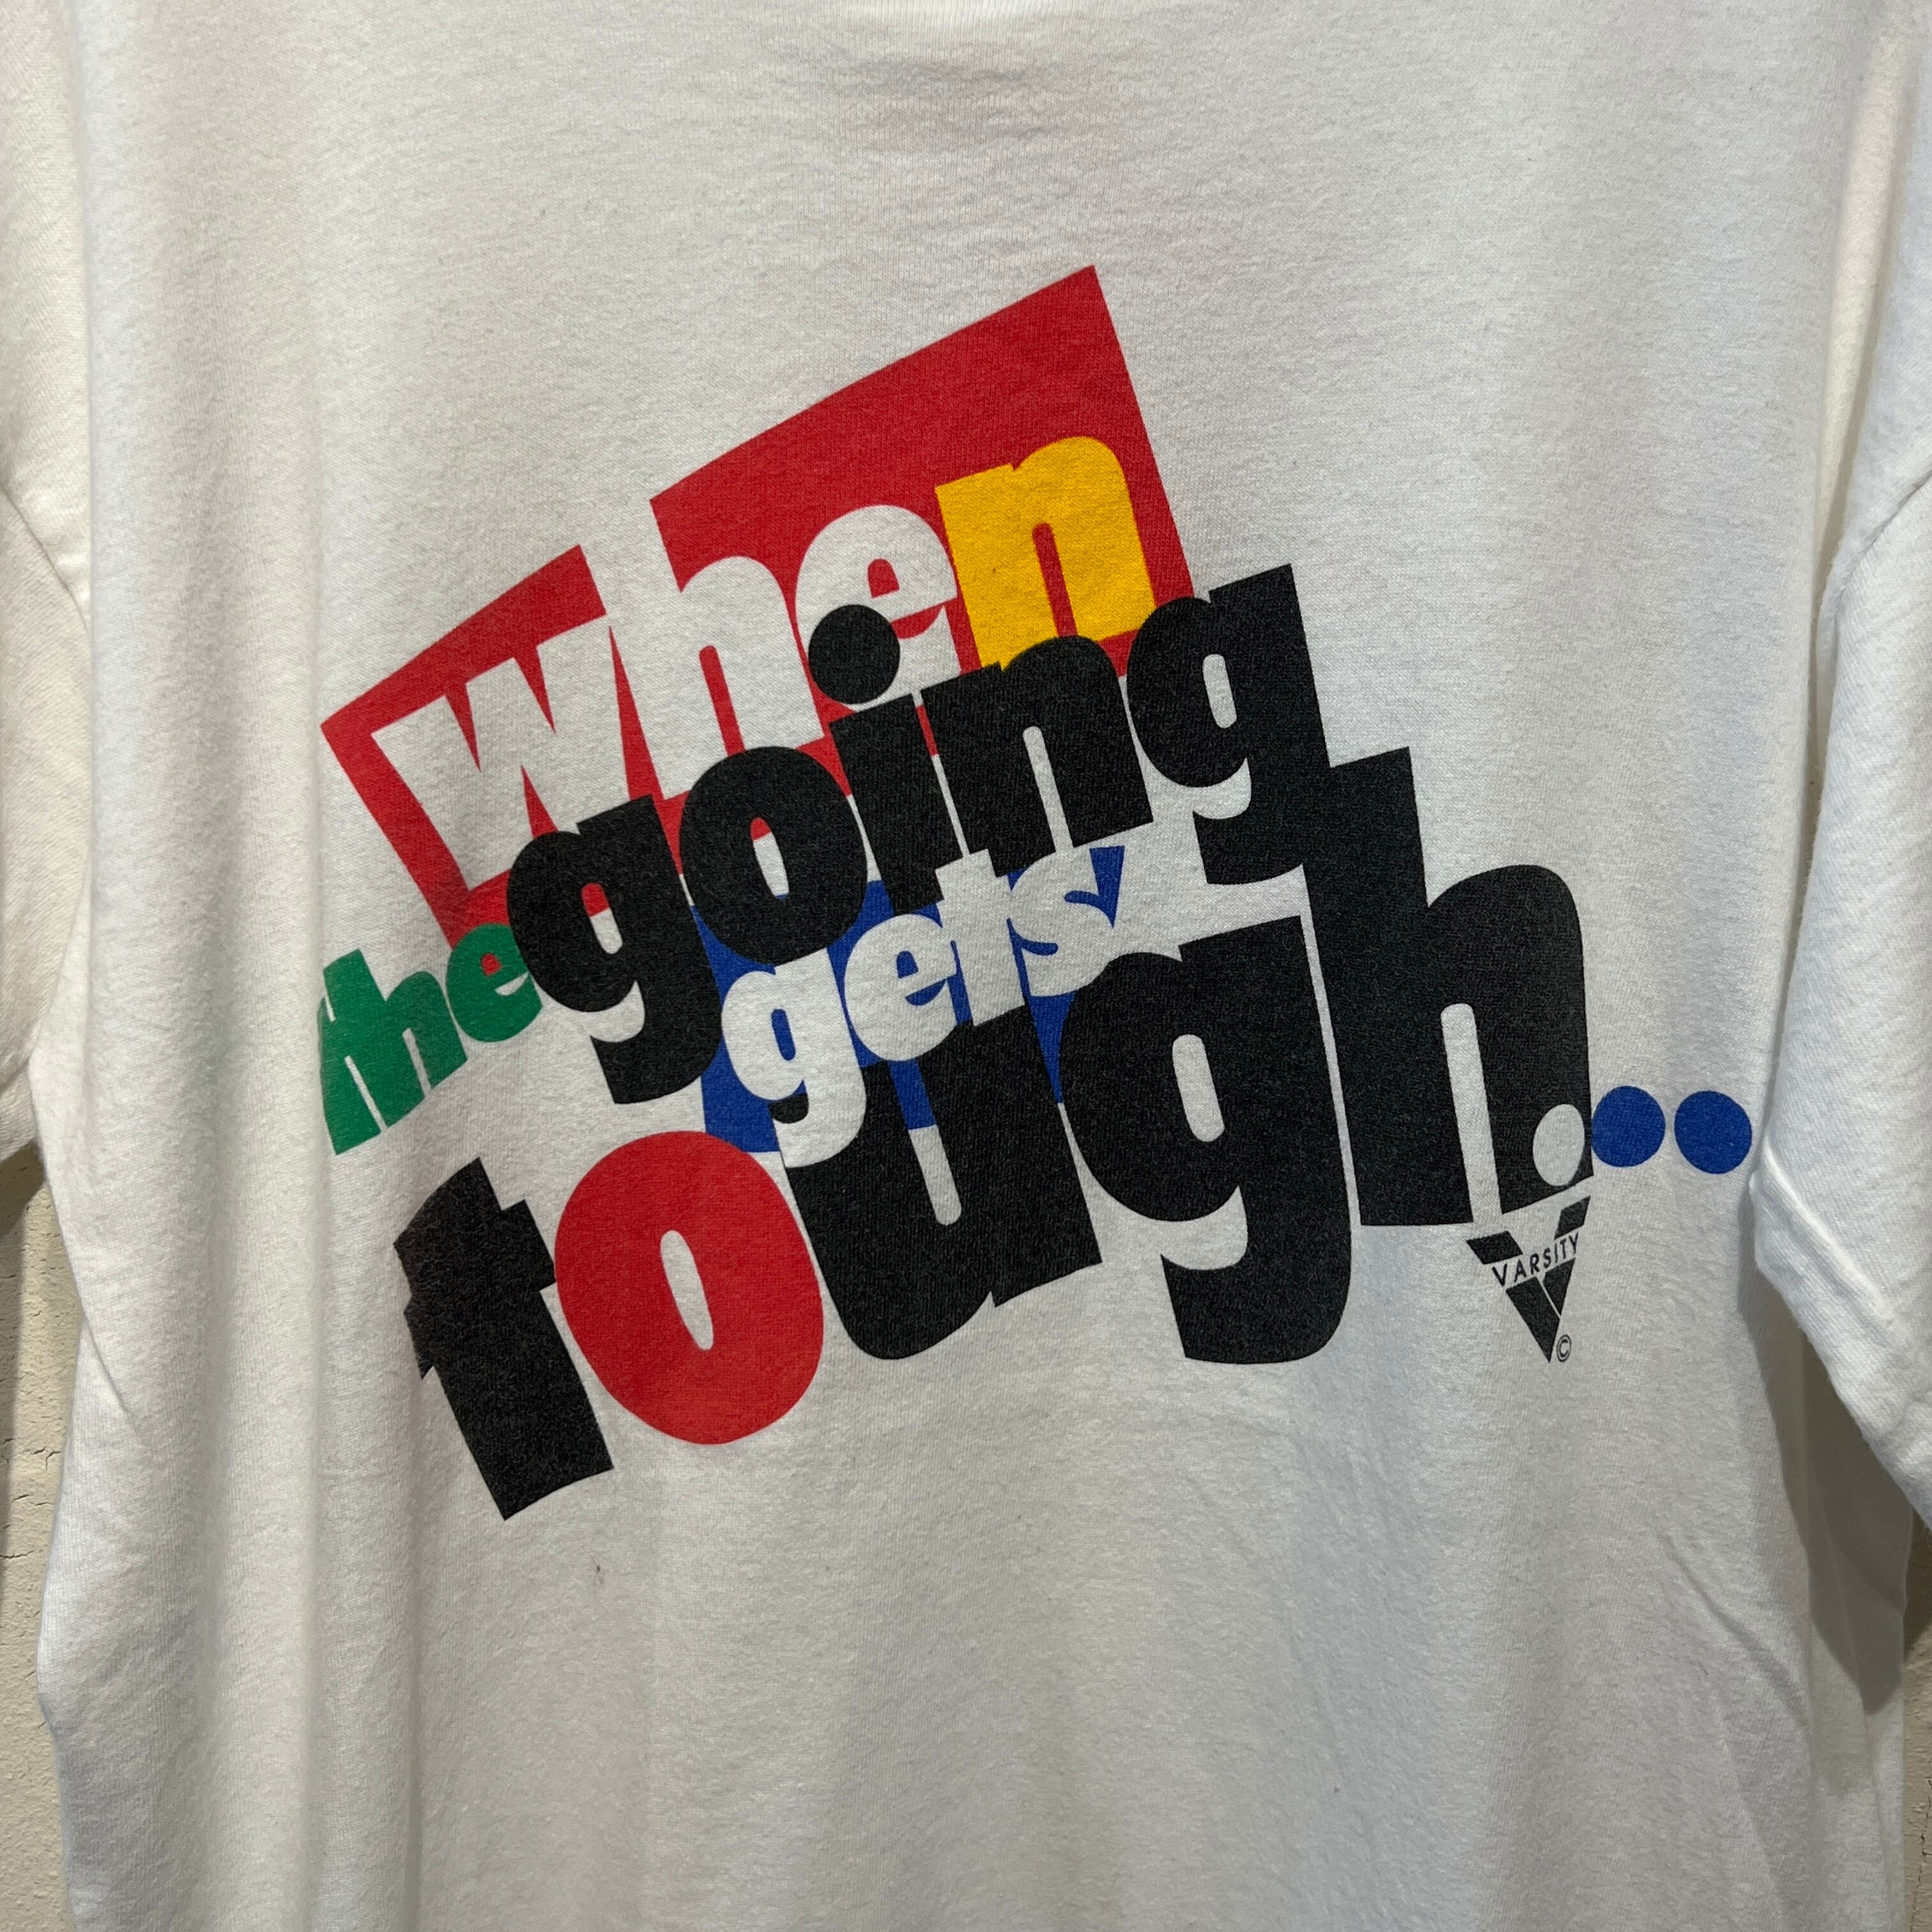 when
the going
gets
tough...
VARSITY
©